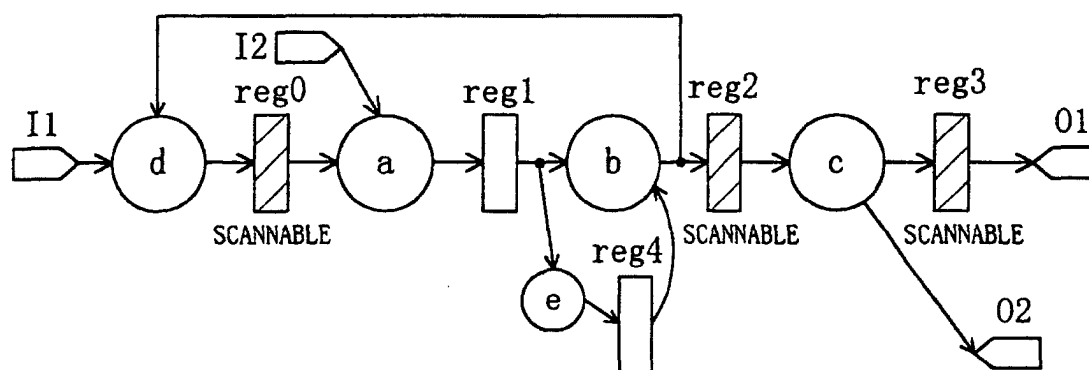 I2
reg0
reg1
reg2
reg3
I1
O1
d
a
b
c
SCANNABLE
SCANNABLE
SCANNABLE
reg4
e
O2